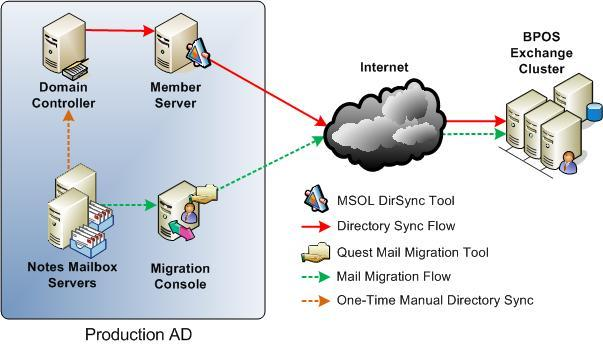 Domain
Controller
Member
Server
Notes Mailbox
Servers
Migration
Console
Production AD
Internet
BPOS
Exchange
Cluster
MSOL DirSync Tool
Directory Sync Flow
Quest Mail Migration Tool
Mail Migration Flow
One-Time Manual Directory Sync